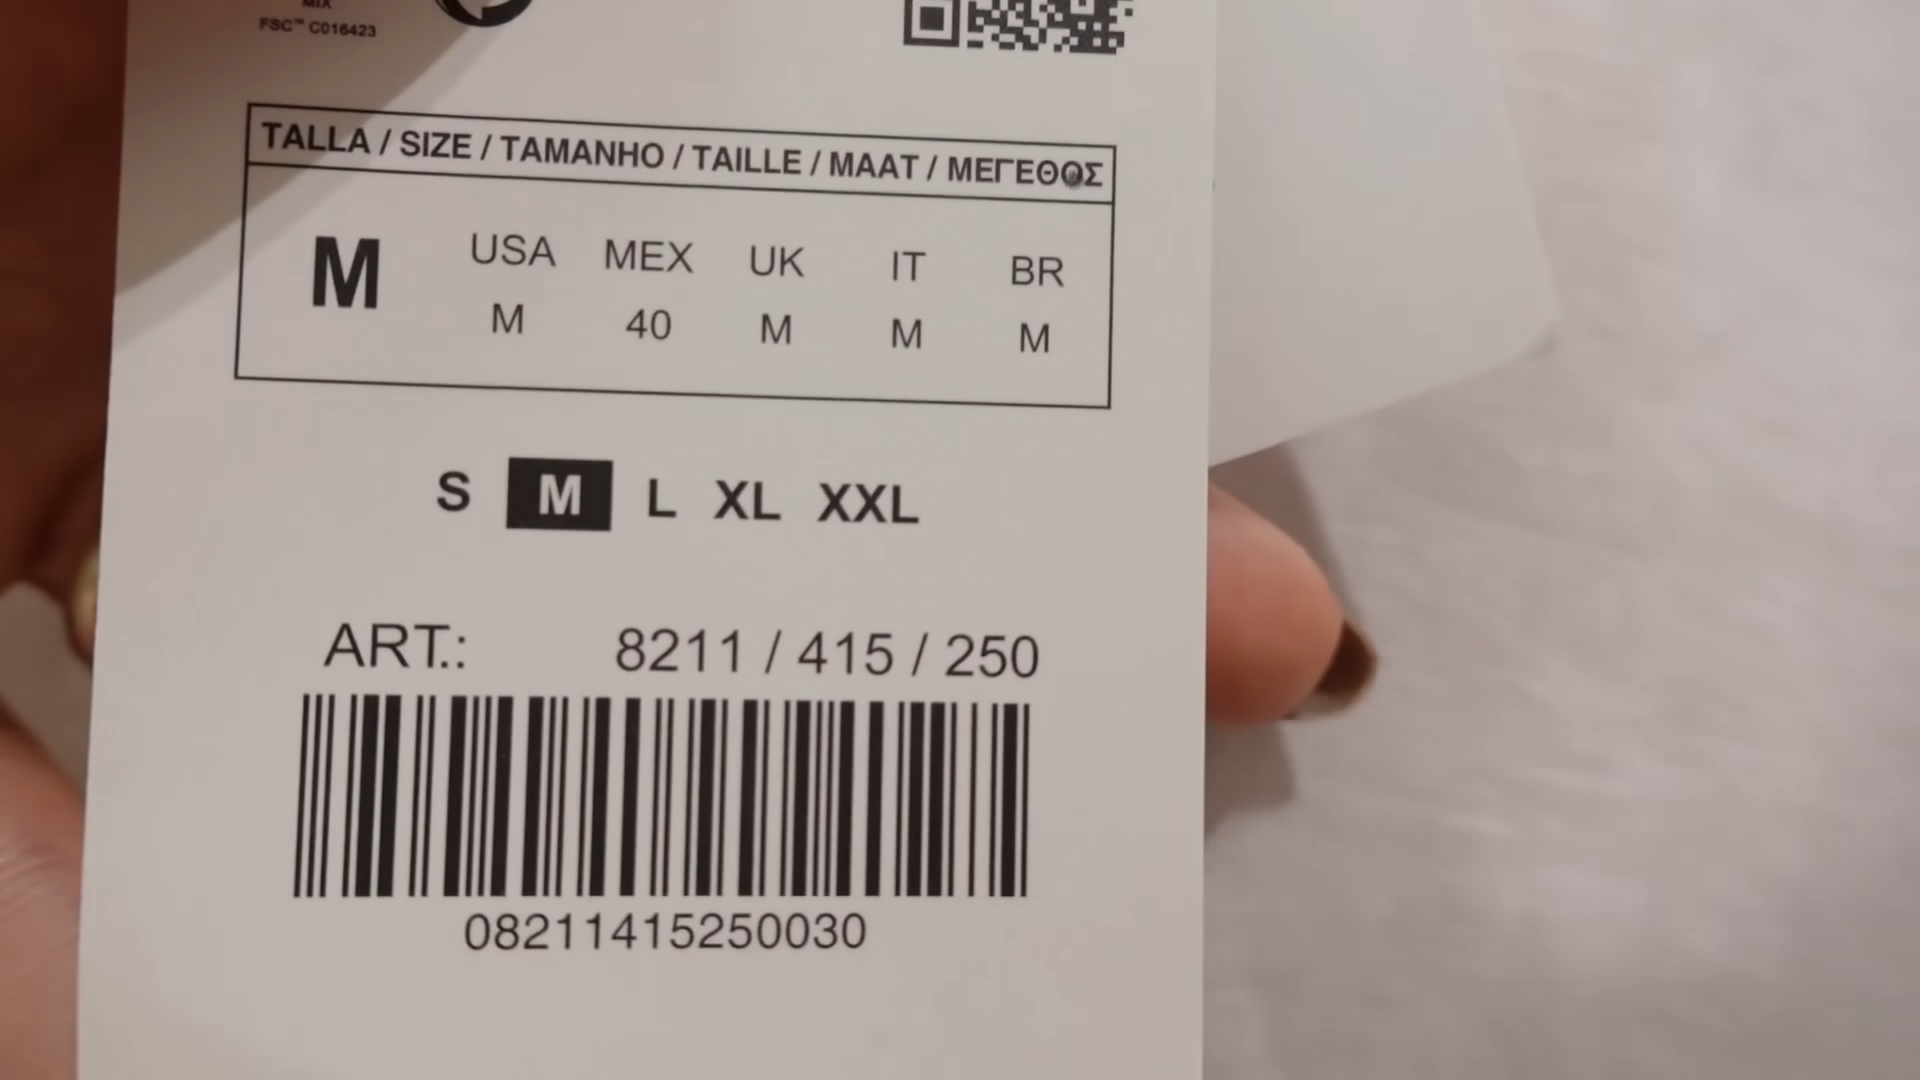 MIX
FSC™ C016423
TALLA / SIZE / TAMANHO / TAILLE / MAAT / ΜΕΓΕΘΟΣ
M
USA MEX UK IT BR
M 40 M M M
S M L XL XXL
ART.: 8211 / 415 / 250
08211415250030